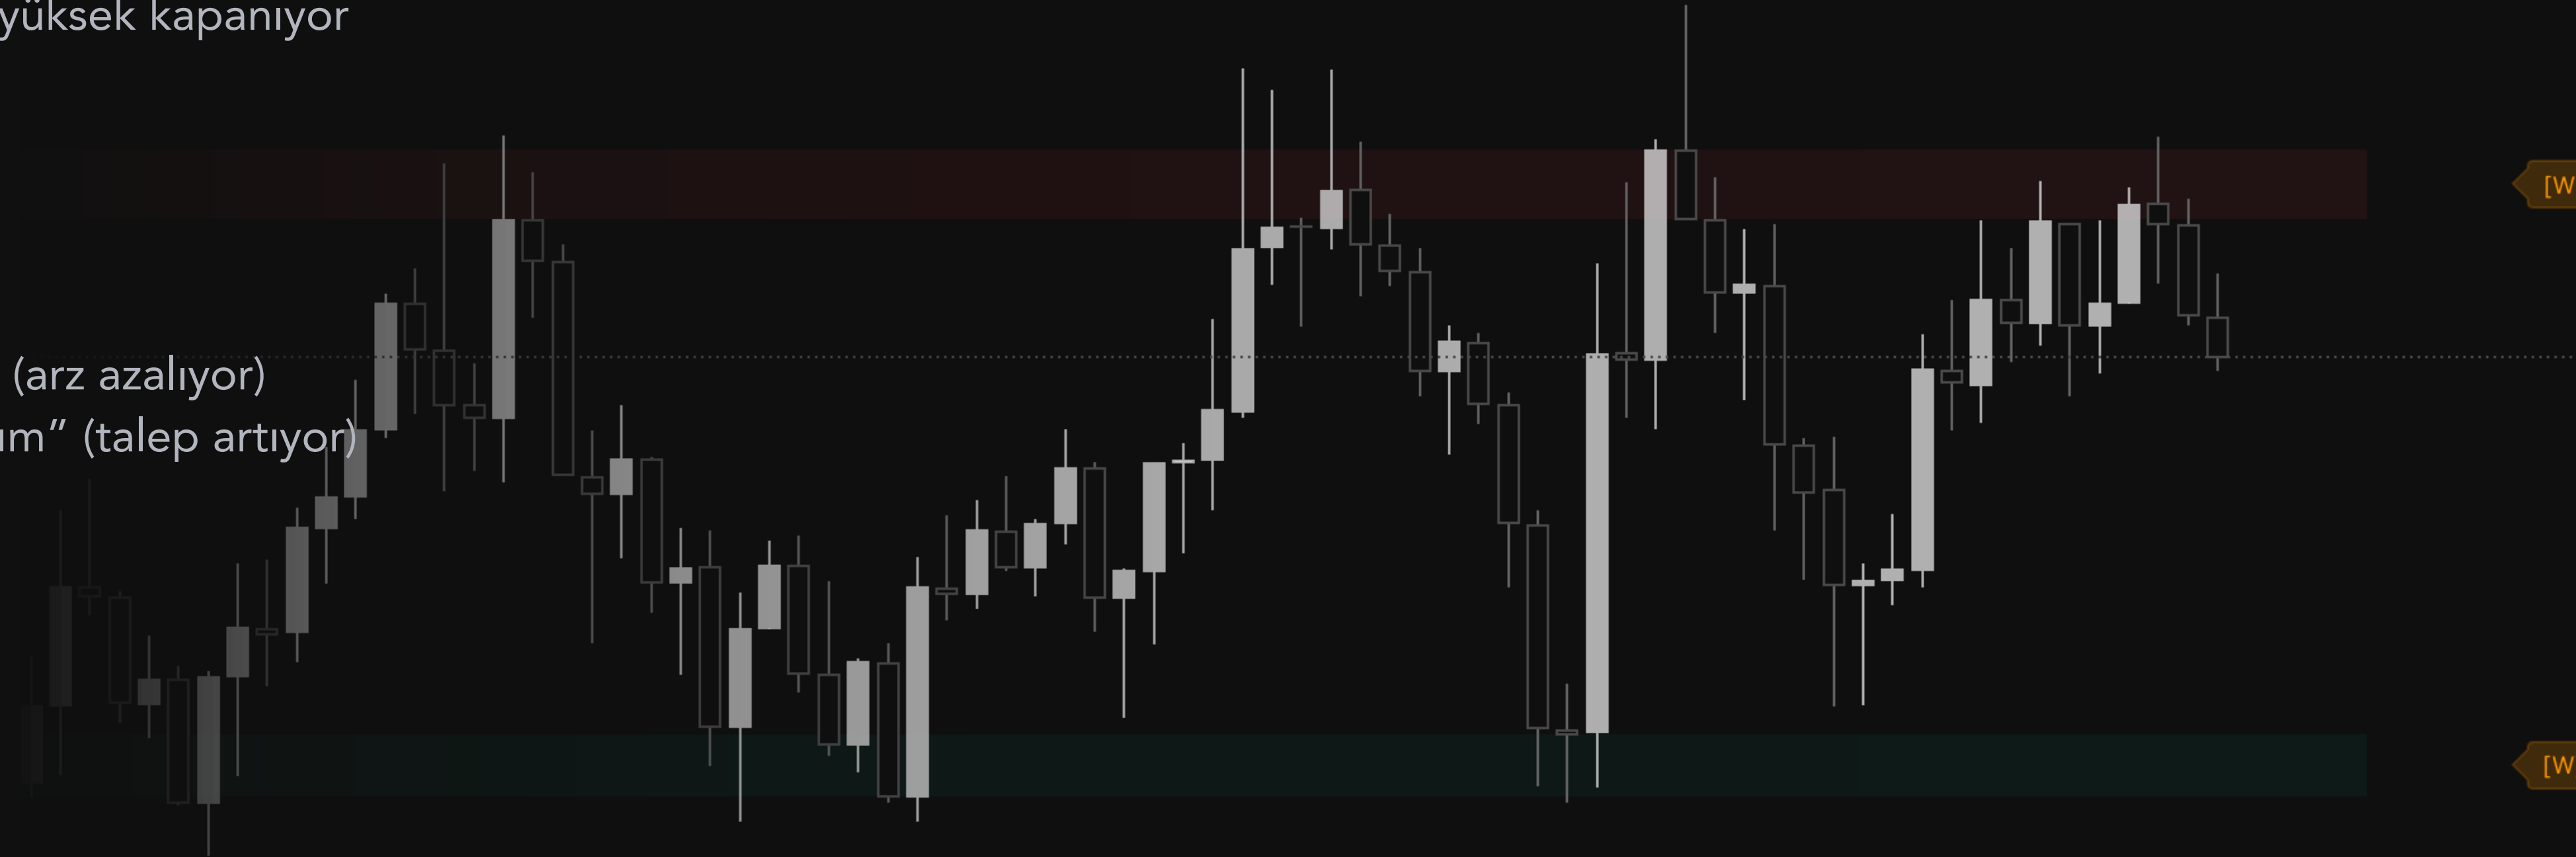 yüksek kapanıyor
(arz azalıyor)
ım” (talep artıyor)
[W
[W